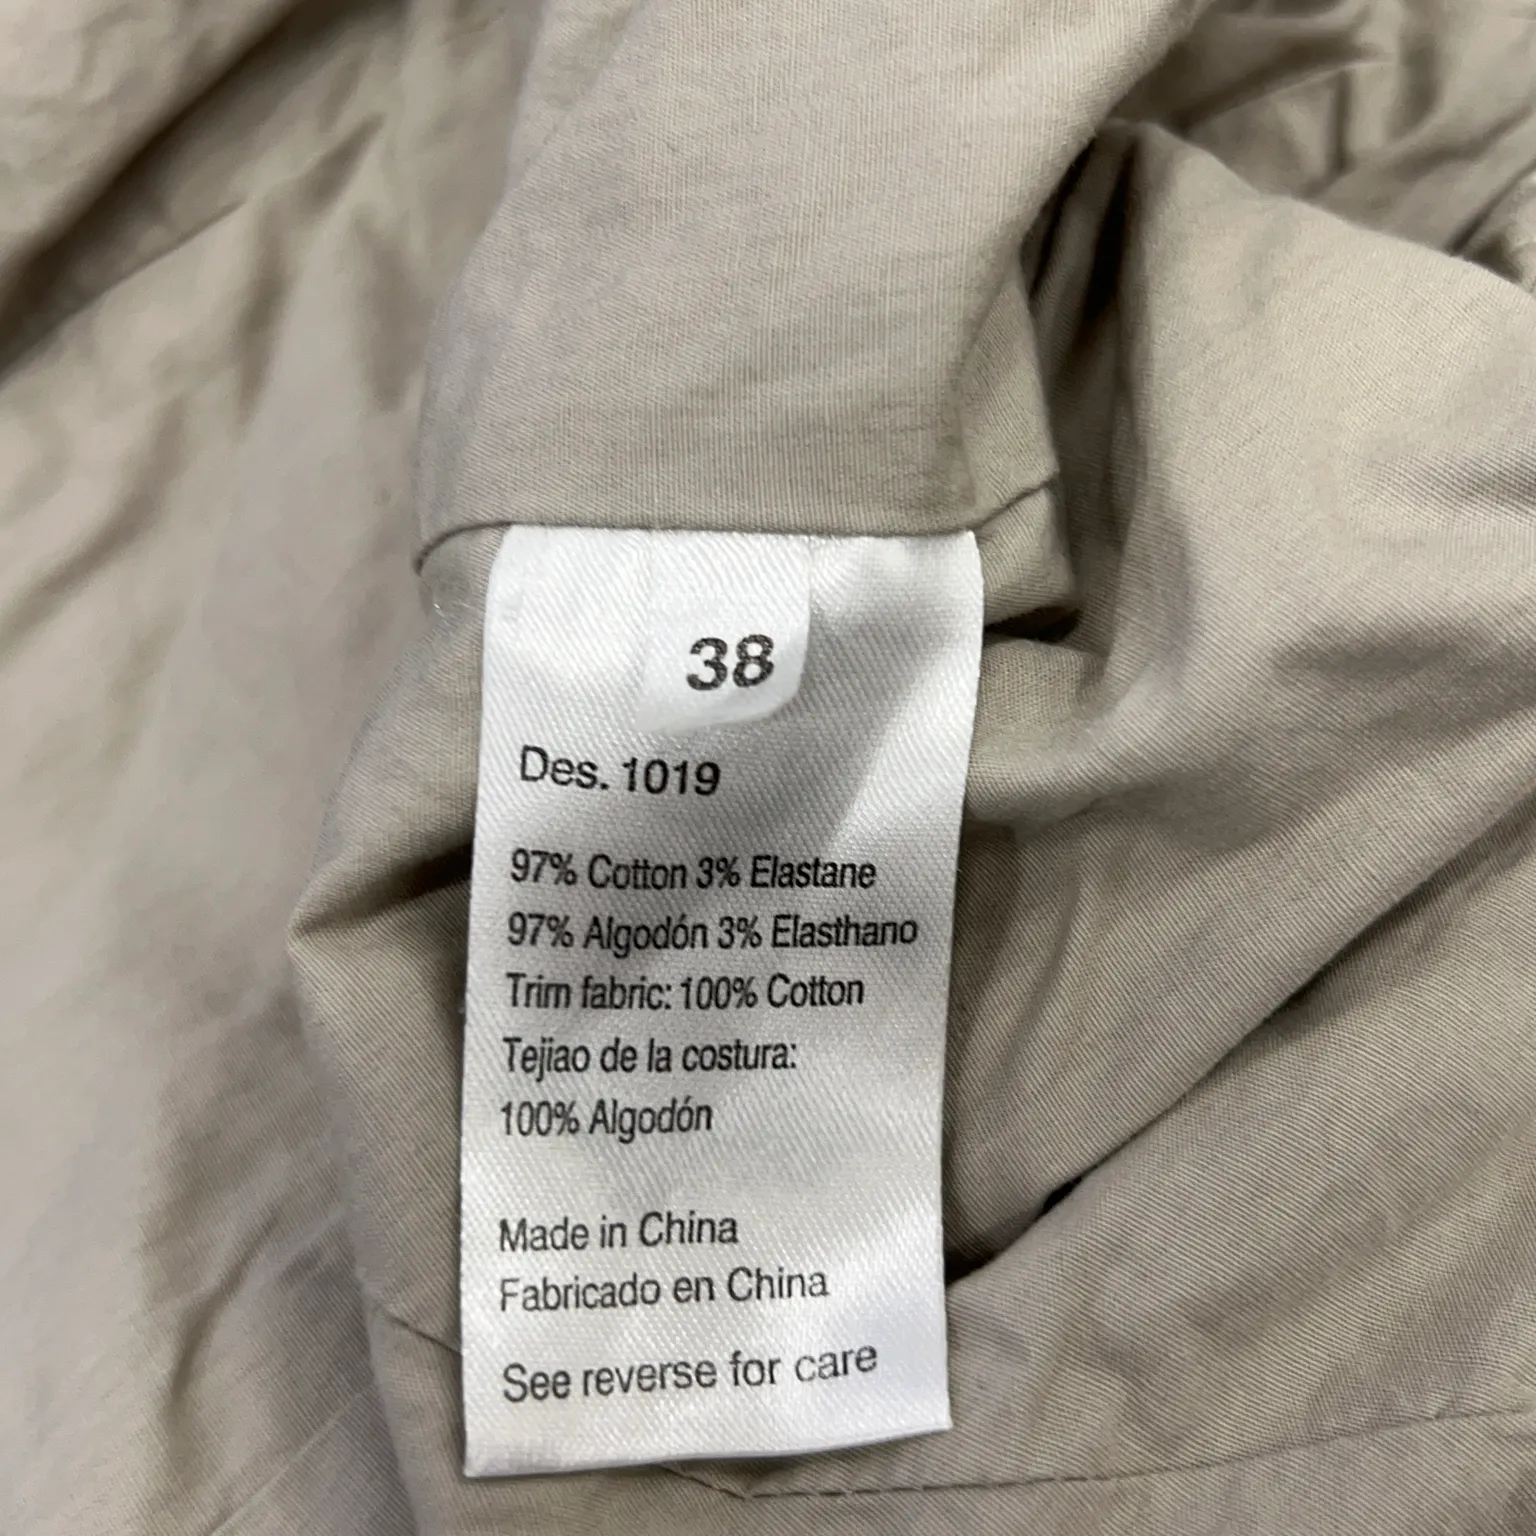 38
Des. 1019
97% Cotton 3% Elastane
97% Algodón 3% Elasthano
Trim fabric: 100% Cotton
Tejiao de la costura:
100% Algodón
Made in China
Fabricado en China
See reverse for care